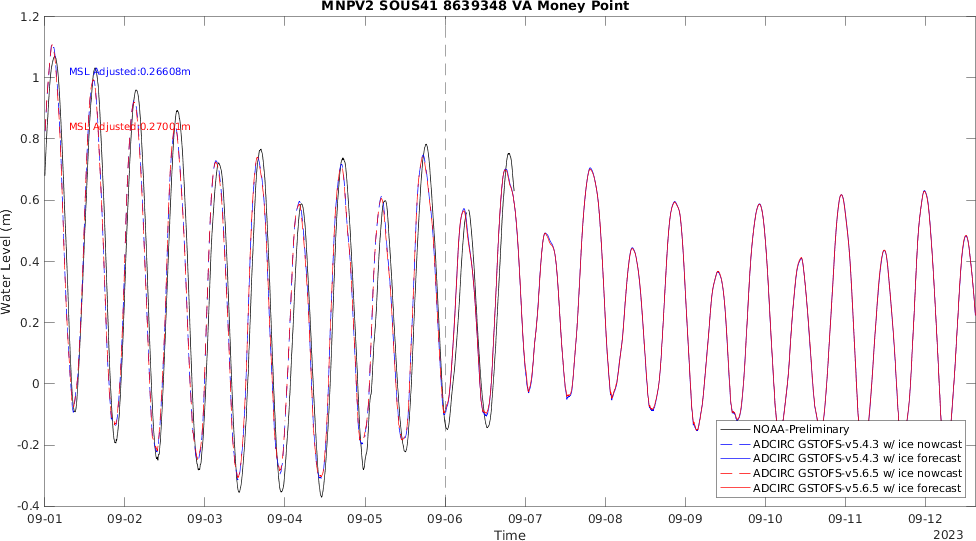 MNPV2 SOUS41 8639348 VA Money Point
1.2
1
0.8
0.6
0.4
0.2
0
-0.2
-0.4
Water Level (m)
MSL Adjusted:0.26608m
MSL Adjusted:0.27001m
NOAA-Preliminary
ADCIRC GSTOFS-v5.4.3 w/ ice nowcast
ADCIRC GSTOFS-v5.4.3 w/ ice forecast
ADCIRC GSTOFS-v5.6.5 w/ ice nowcast
ADCIRC GSTOFS-v5.6.5 w/ ice forecast
09-01 09-02 09-03 09-04 09-05 09-06 09-07 09-08 09-09 09-10 09-11 09-12
Time
2023